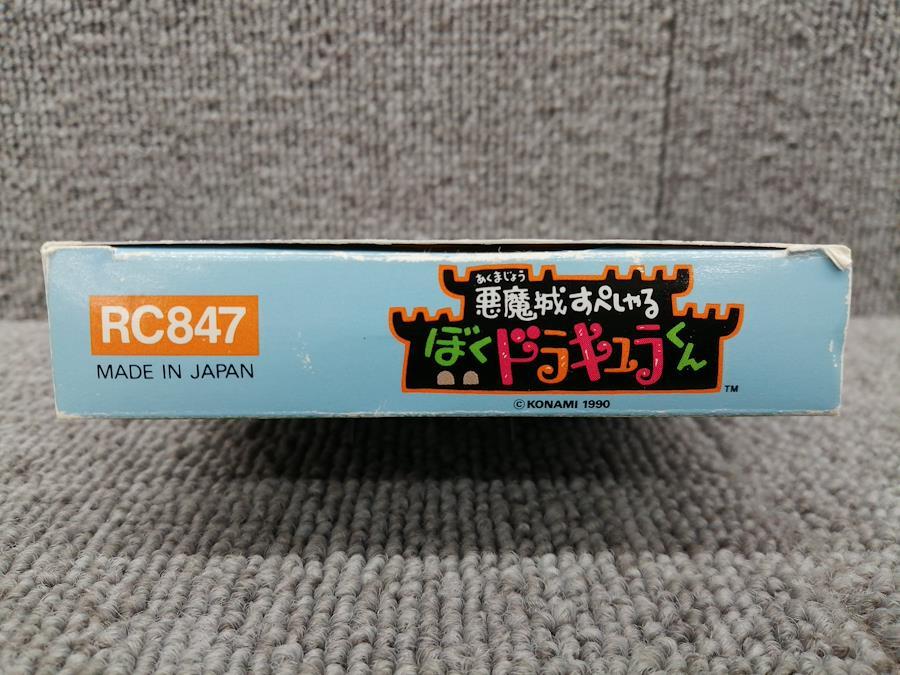 RC847
MADE IN JAPAN
あくまじょう
悪魔城すぺしゃる
ぼくドラキュラくん
TM
©KONAMI 1990